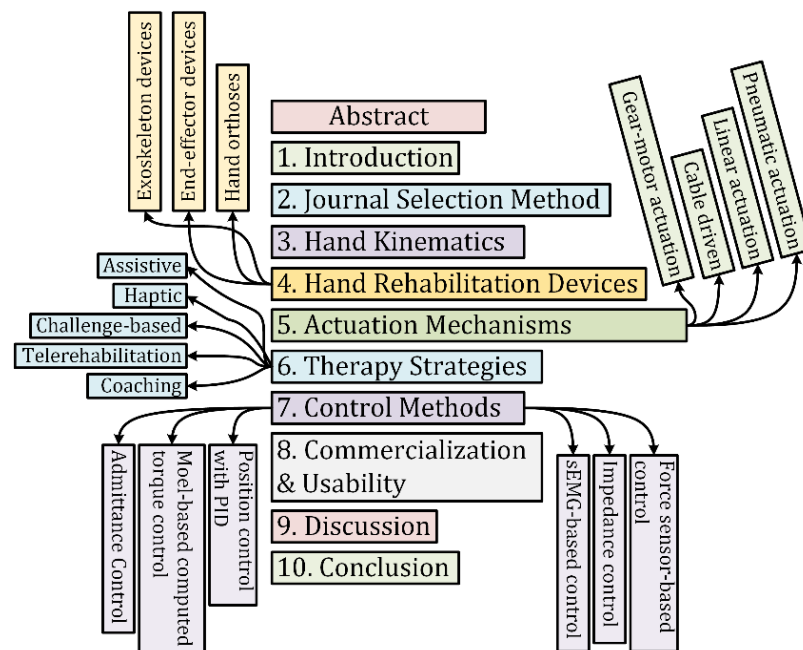 Exoskeleton devices
End-effector devices
Hand orthoses
Abstract
1. Introduction
2. Journal Selection Method
3. Hand Kinematics
4. Hand Rehabilitation Devices
5. Actuation Mechanisms
6. Therapy Strategies
7. Control Methods
8. Commercialization
& Usability
9. Discussion
10. Conclusion
Gear-motor actuation
Cable driven
Linear actuation
Pneumatic actuation
Assistive
Haptic
Challenge-based
Telerehabilitation
Coaching
Admittance Control
Moel-based computed
torque control
Position control
with PID
sEMG-based control
Impedance control
Force sensor-based
control